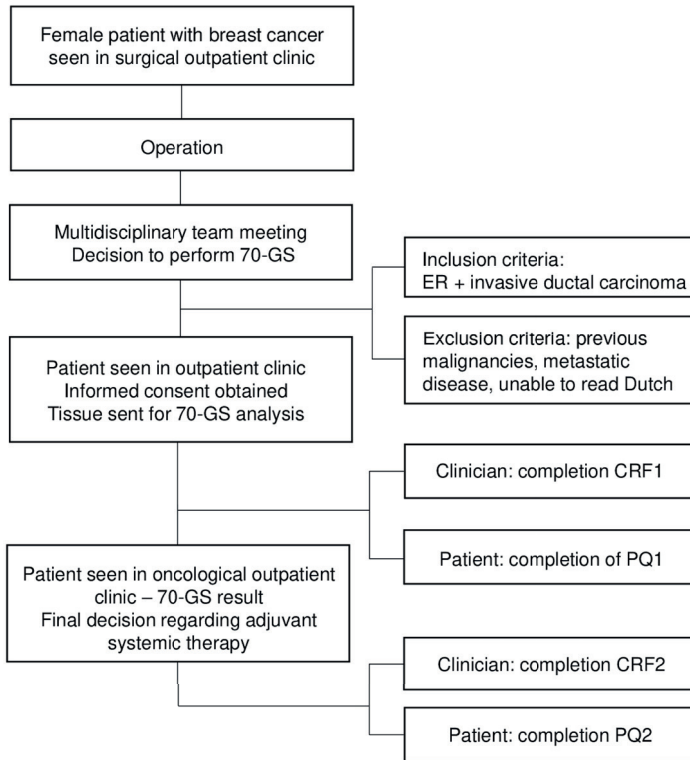 Female patient with breast cancer
seen in surgical outpatient clinic
Operation
Multidisciplinary team meeting
Decision to perform 70-GS
Inclusion criteria:
ER + invasive ductal carcinoma
Exclusion criteria: previous
malignancies, metastatic
disease, unable to read Dutch
Patient seen in outpatient clinic
Informed consent obtained
Tissue sent for 70-GS analysis
Clinician: completion CRF1
Patient: completion of PQ1
Patient seen in oncological outpatient
clinic – 70-GS result
Final decision regarding adjuvant
systemic therapy
Clinician: completion CRF2
Patient: completion PQ2